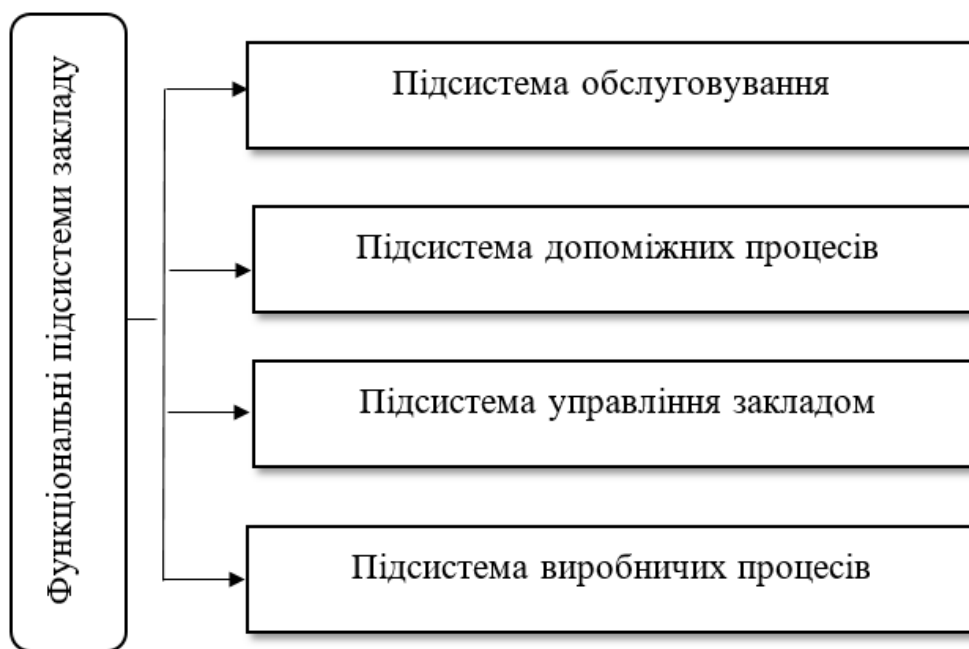 Функціональні підсистеми закладу
Підсистема обслуговування
Підсистема допоміжних процесів
Підсистема управління закладом
Підсистема виробничих процесів